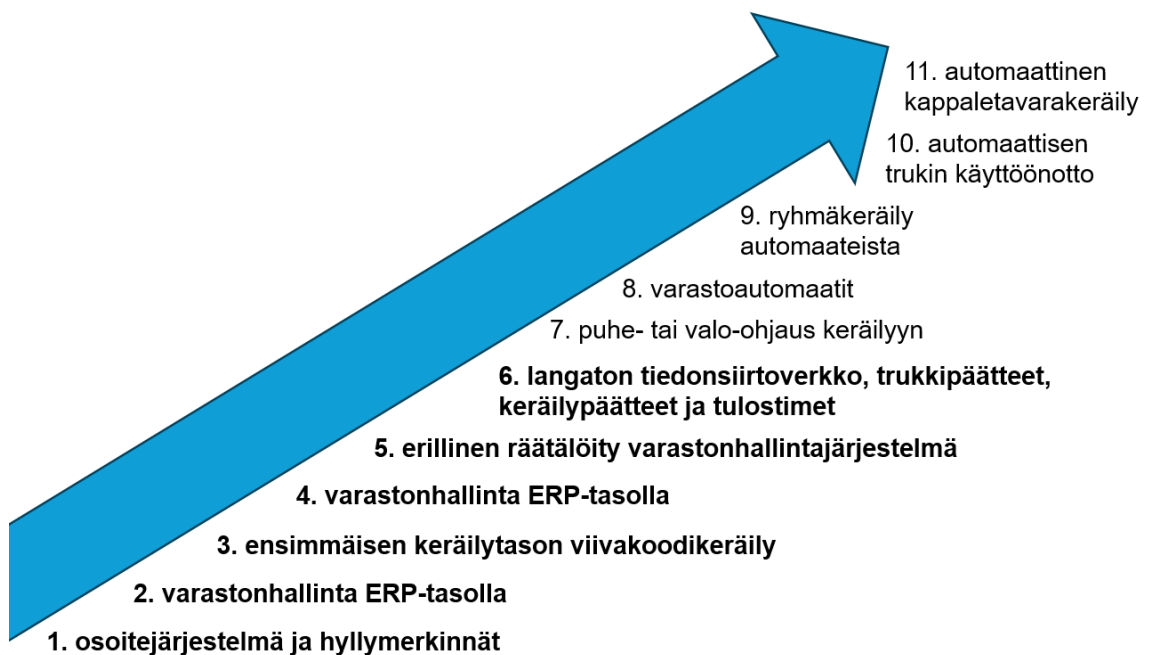 11. automaattinen
kappaletavarakeräily
10. automaattisen
trukin käyttöönotto
9. ryhmäkeräily
automaateista
8. varastoautomaatit
7. puhe- tai valo-ohjaus keräilyyn
6. langaton tiedonsiirtoverkko, trukkipäätteet,
keräilypäätteet ja tulostimet
5. erillinen räätälöity varastonhallintajärjestelmä
4. varastonhallinta ERP-tasolla
3. ensimmäisen keräilytason viivakoodikeräily
2. varastonhallinta ERP-tasolla
1. osoitejärjestelmä ja hyllymerkinnät